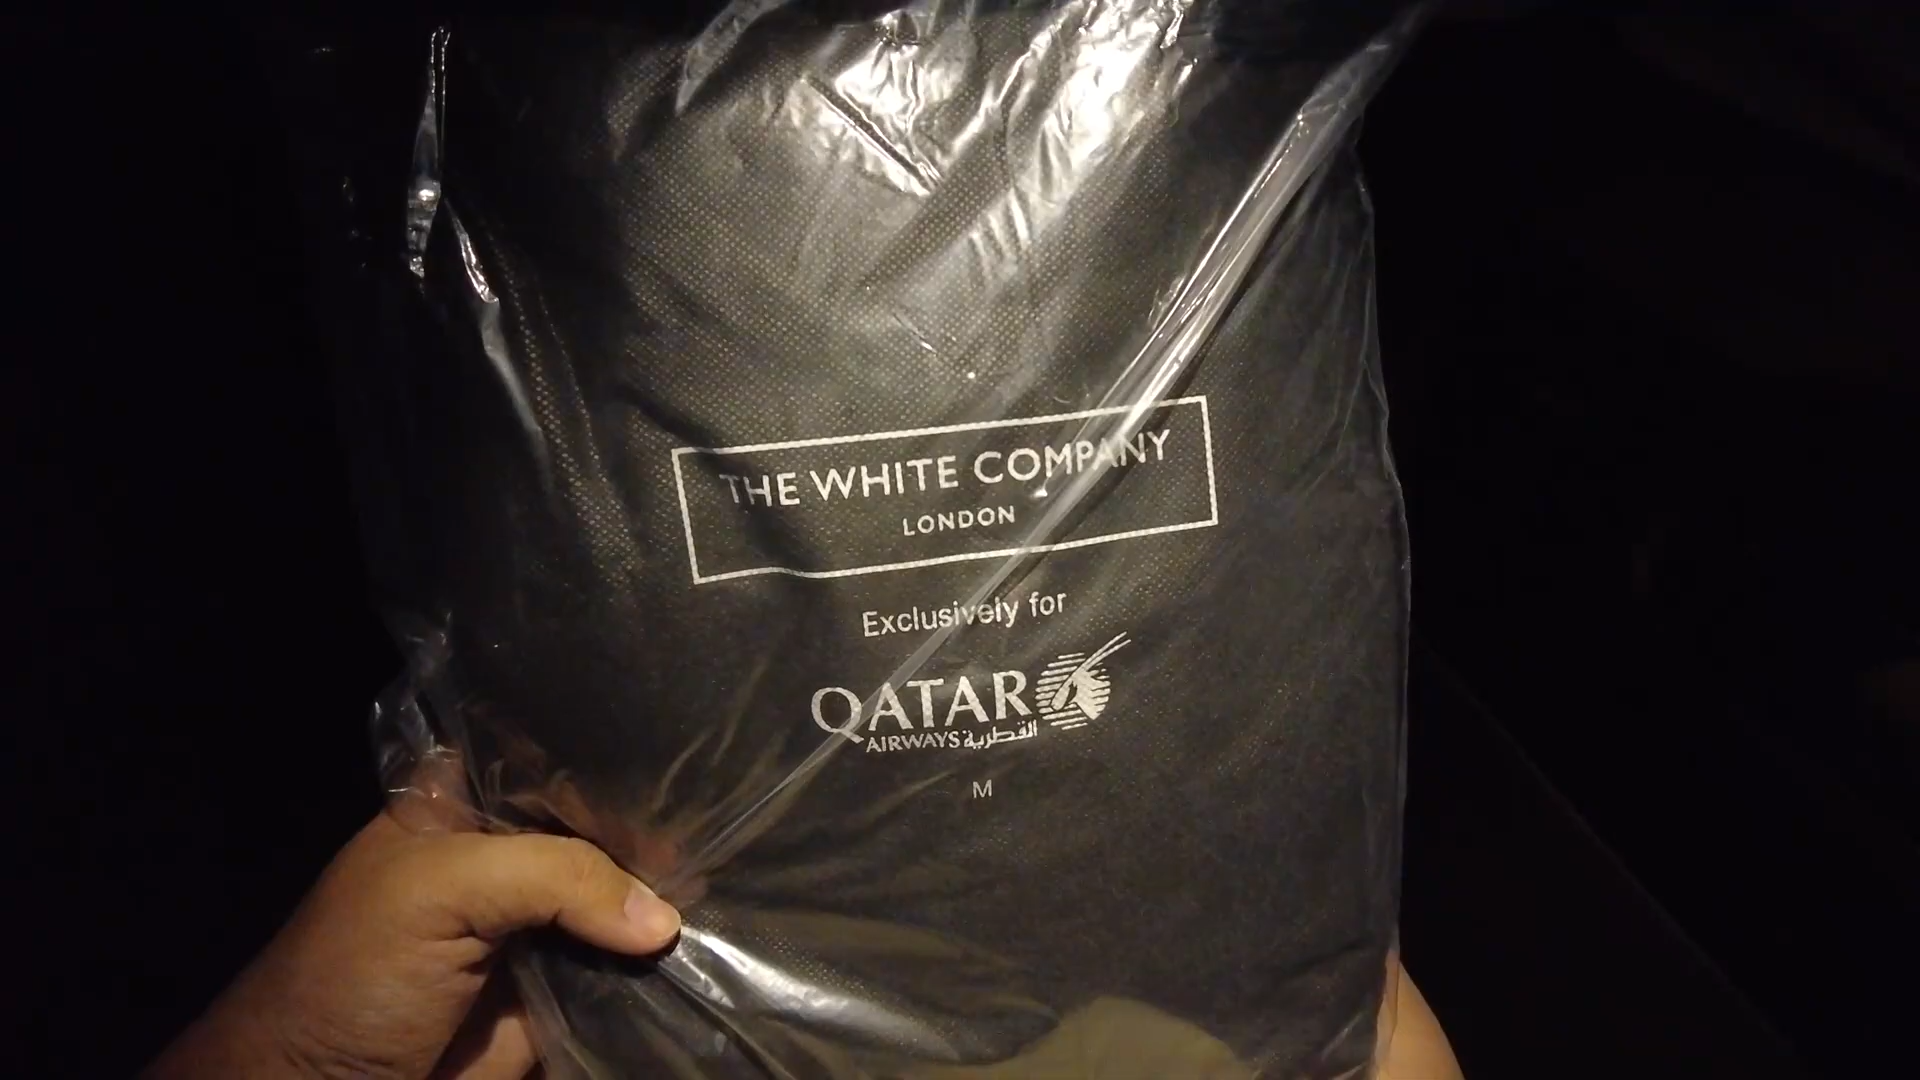 THE WHITE COMPANY
LONDON
Exclusively for
QATAR
AIRWAYS القطرية
M